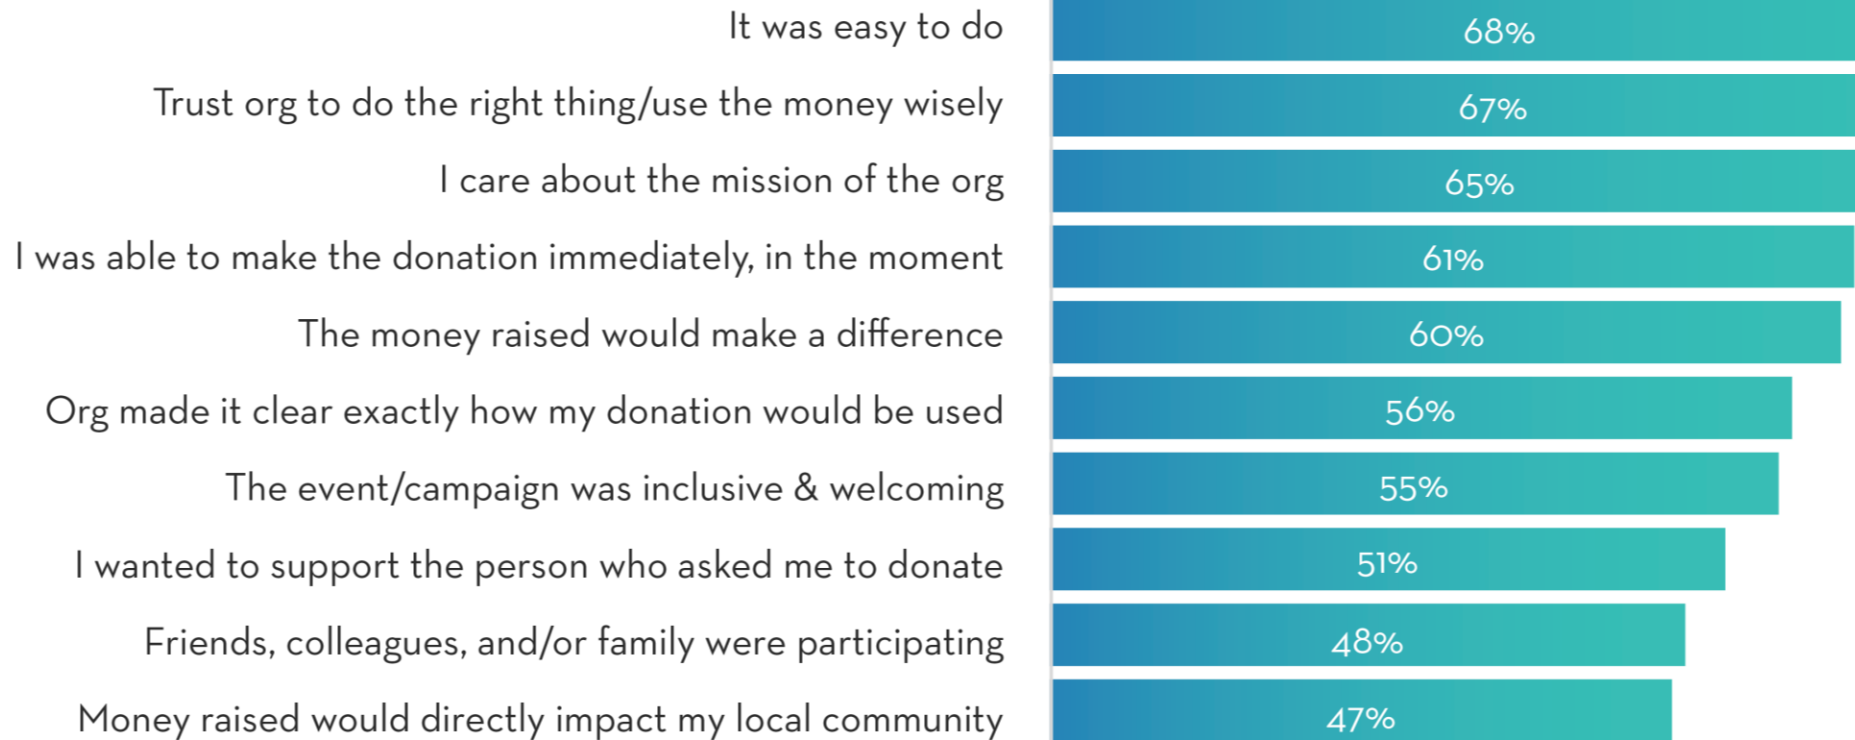 It was easy to do 68%
Trust org to do the right thing/use the money wisely 67%
I care about the mission of the org 65%
I was able to make the donation immediately, in the moment 61%
The money raised would make a difference 60%
Org made it clear exactly how my donation would be used 56%
The event/campaign was inclusive & welcoming 55%
I wanted to support the person who asked me to donate 51%
Friends, colleagues, and/or family were participating 48%
Money raised would directly impact my local community 47%